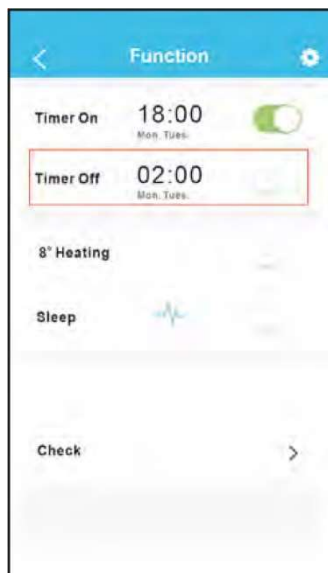 Function
Timer On 18:00
Mon. Tues.
Timer Off 02:00
Mon. Tues.
8° Heating
Sleep
Check